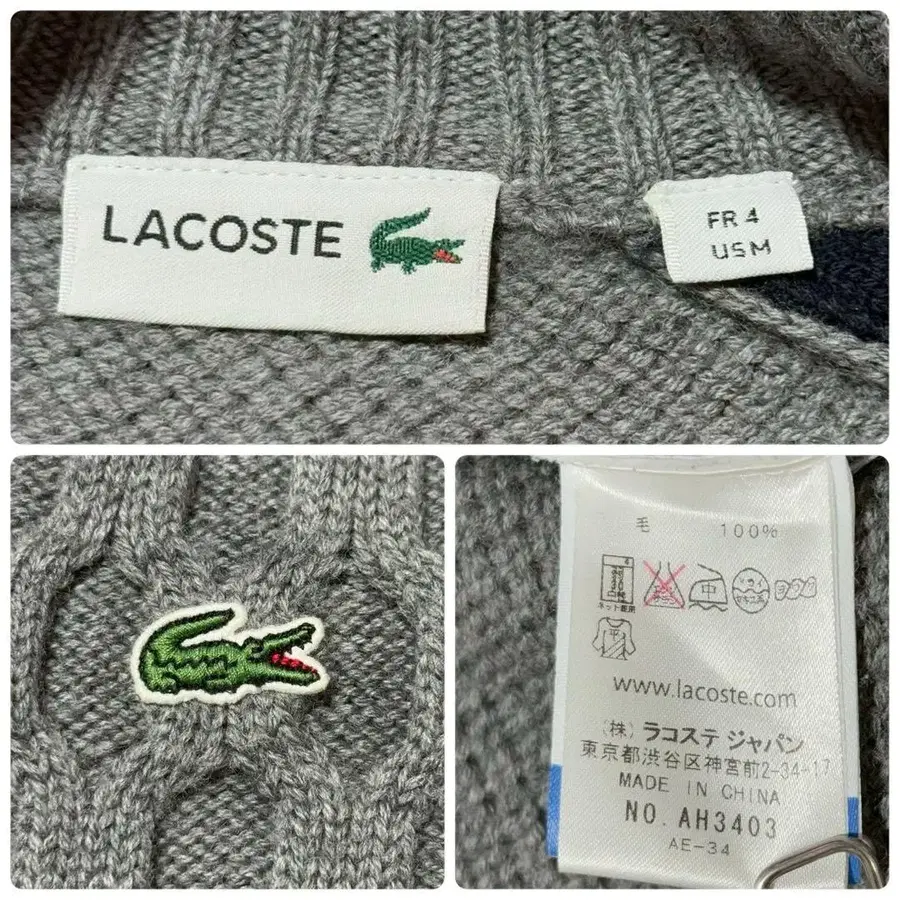 LACOSTE
FR 4
US M
毛 100%
ネット使用
中
平
www.lacoste.com
(株) ラコステ ジャパン
東京都渋谷区神宮前2-34-17
MADE IN CHINA
NO. AH3403
AE-34